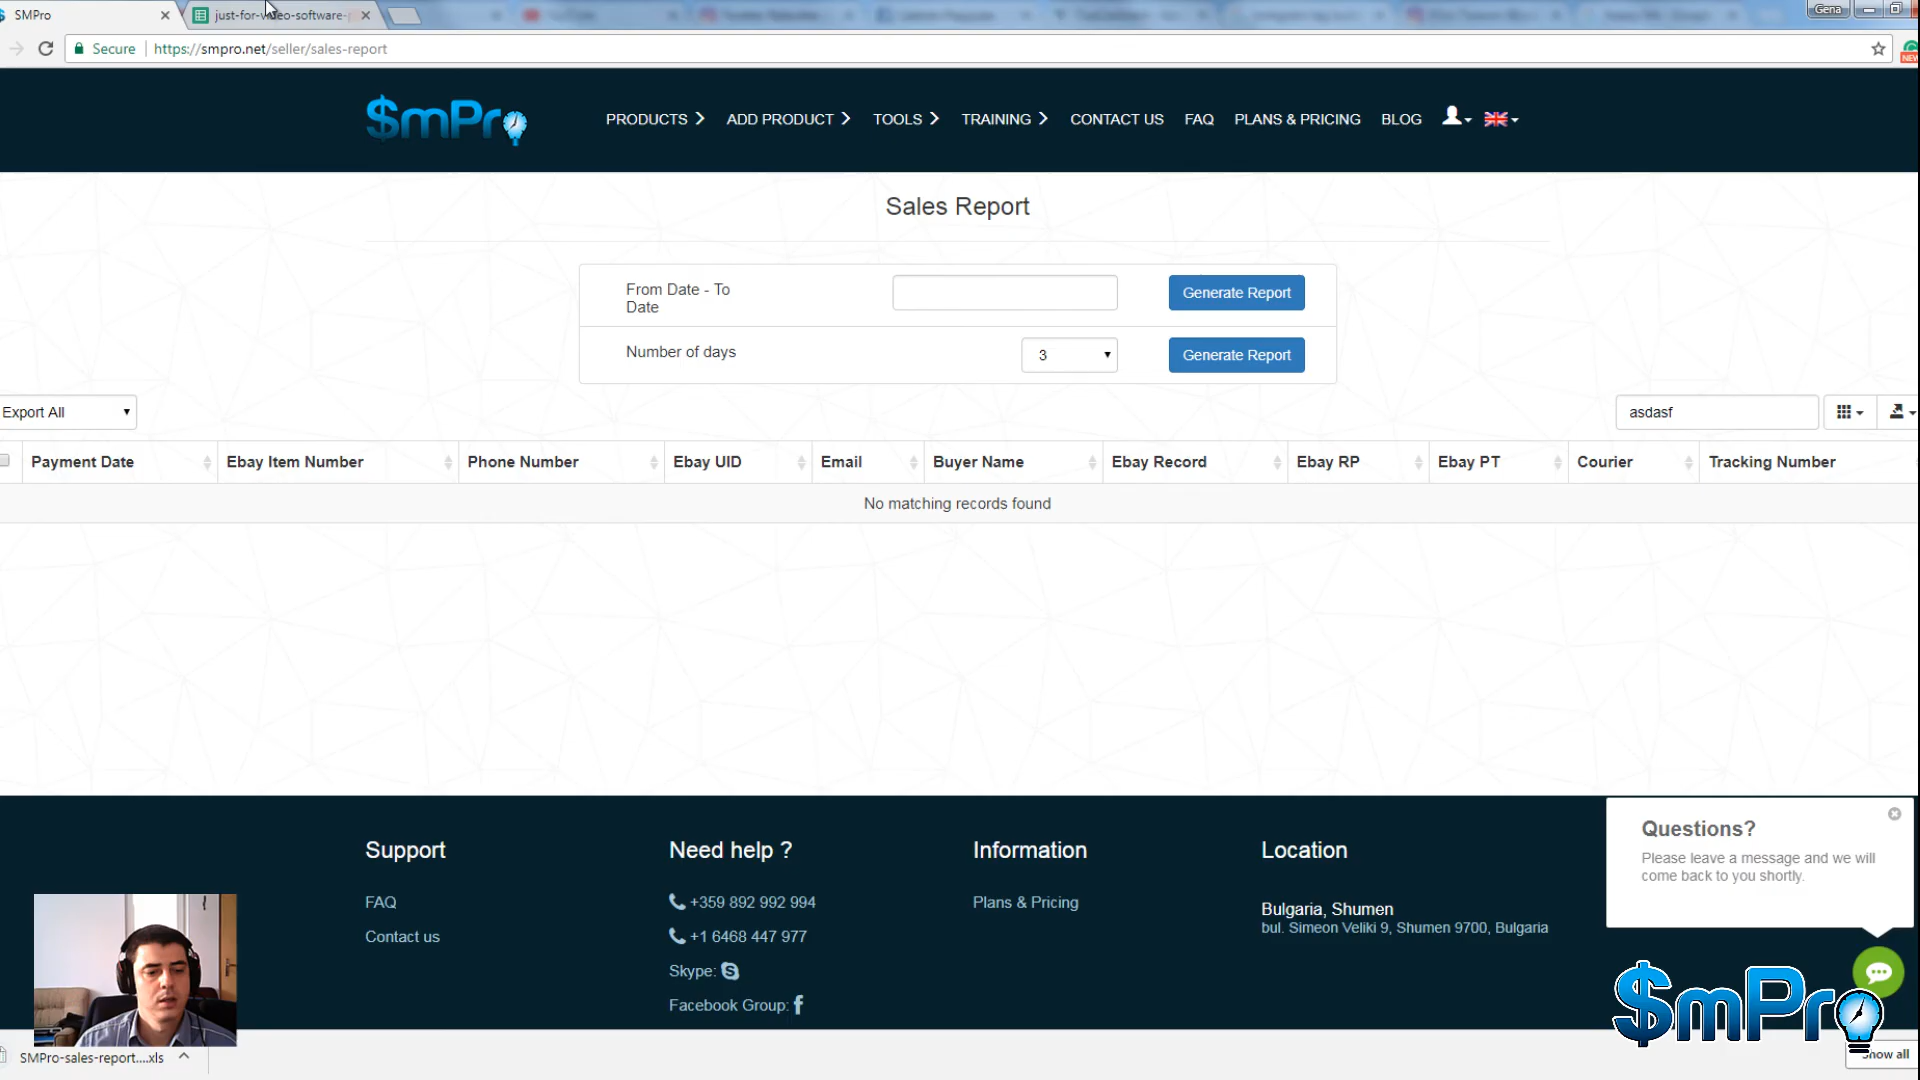 SMPro
just-for-video-software-
Gena
Secure
https://smpro.net/seller/sales-report
NEW
$mPro
PRODUCTS
ADD PRODUCT
TOOLS
TRAINING
CONTACT US
FAQ
PLANS & PRICING
BLOG
Sales Report
From Date - To
Date
Generate Report
Number of days
3
Generate Report
Export All
asdasf
Payment Date
Ebay Item Number
Phone Number
Ebay UID
Email
Buyer Name
Ebay Record
Ebay RP
Ebay PT
Courier
Tracking Number
No matching records found
Support
FAQ
Contact us
Need help ?
+359 892 992 994
+1 6468 447 977
Skype:
Facebook Group:
Information
Plans & Pricing
Location
Bulgaria, Shumen
bul. Simeon Veliki 9, Shumen 9700, Bulgaria
Questions?
Please leave a message and we will
come back to you shortly.
$mPro
SMPro-sales-report....xls
Show all